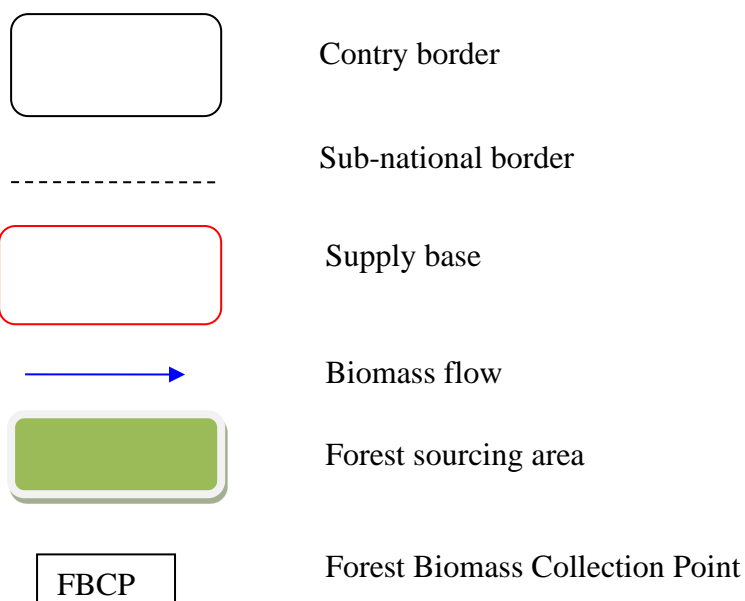 Contry border
Sub-national border
Supply base
Biomass flow
Forest sourcing area
FBCP
Forest Biomass Collection Point